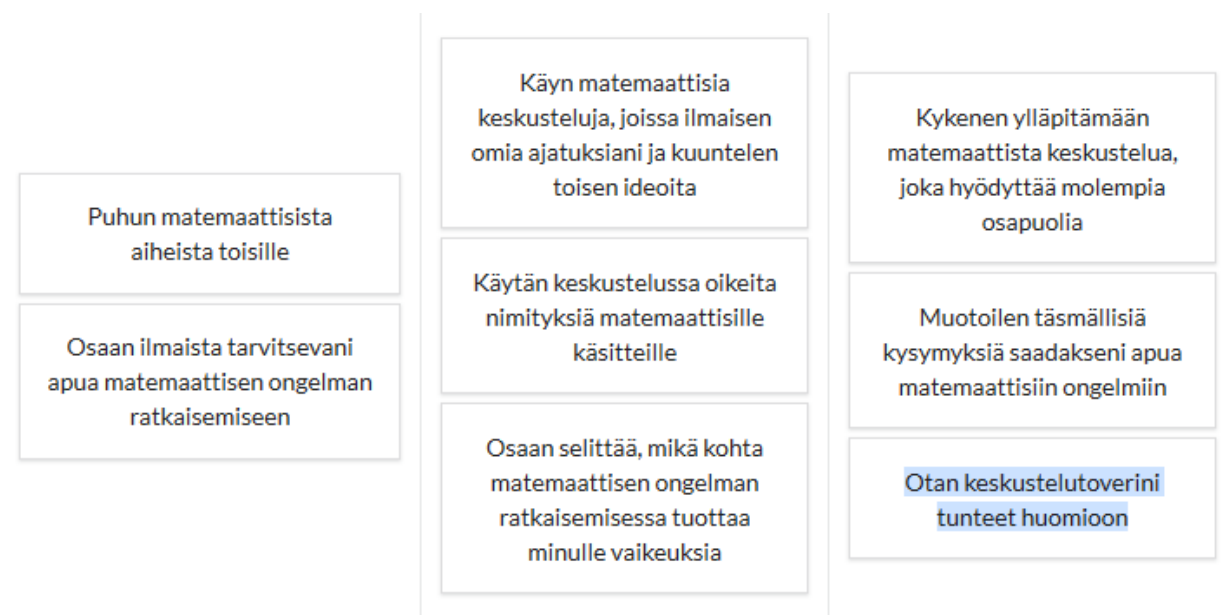 Puhun matemaattisista
aiheista toisille
Osaan ilmaista tarvitsevani
apua matemaattisen ongelman
ratkaisemiseen
Käyn matemaattisia
keskusteluja, joissa ilmaisen
omia ajatuksiani ja kuuntelen
toisen ideoita
Käytän keskustelussa oikeita
nimityksiä matemaattisille
käsitteille
Osaan selittää, mikä kohta
matemaattisen ongelman
ratkaisemisessa tuottaa
minulle vaikeuksia
Kykenen ylläpitämään
matemaattista keskustelua,
joka hyödyttää molempia
osapuolia
Muotoilen täsmällisiä
kysymyksiä saadakseni apua
matemaattisiin ongelmiin
Otan keskustelutoverini
tunteet huomioon